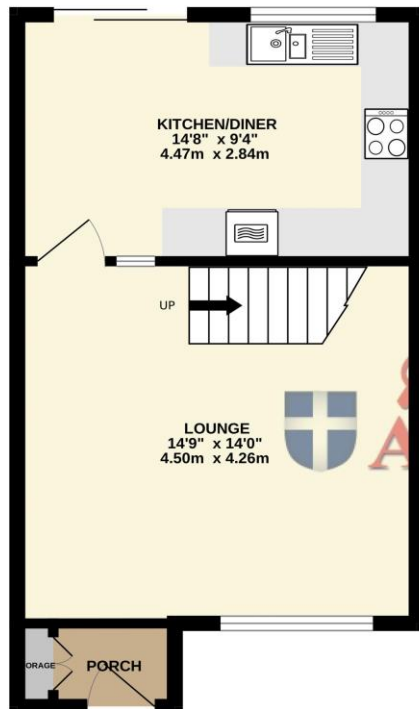 KITCHEN/DINER
14'8" x 9'4"
4.47m x 2.84m
UP
LOUNGE
14'9" x 14'0"
4.50m x 4.26m
A
ORAGE
PORCH